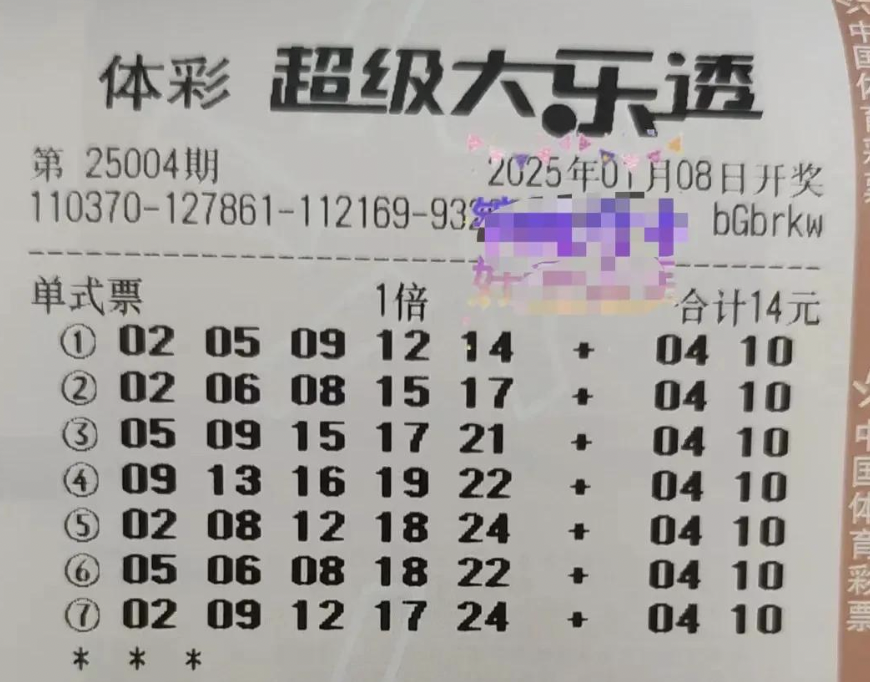 体彩 超级大乐透
第 25004期 2025年01月08日开奖
110370-127861-112169-93 bGbrkw
单式票 1倍 合计14元
① 02 05 09 12 14 + 04 10
② 02 06 08 15 17 + 04 10
③ 05 09 15 17 21 + 04 10
④ 09 13 16 19 22 + 04 10
⑤ 02 08 12 18 24 + 04 10
⑥ 05 06 08 18 22 + 04 10
⑦ 02 09 12 17 24 + 04 10
* * *
中国体育彩票
中国体育彩票